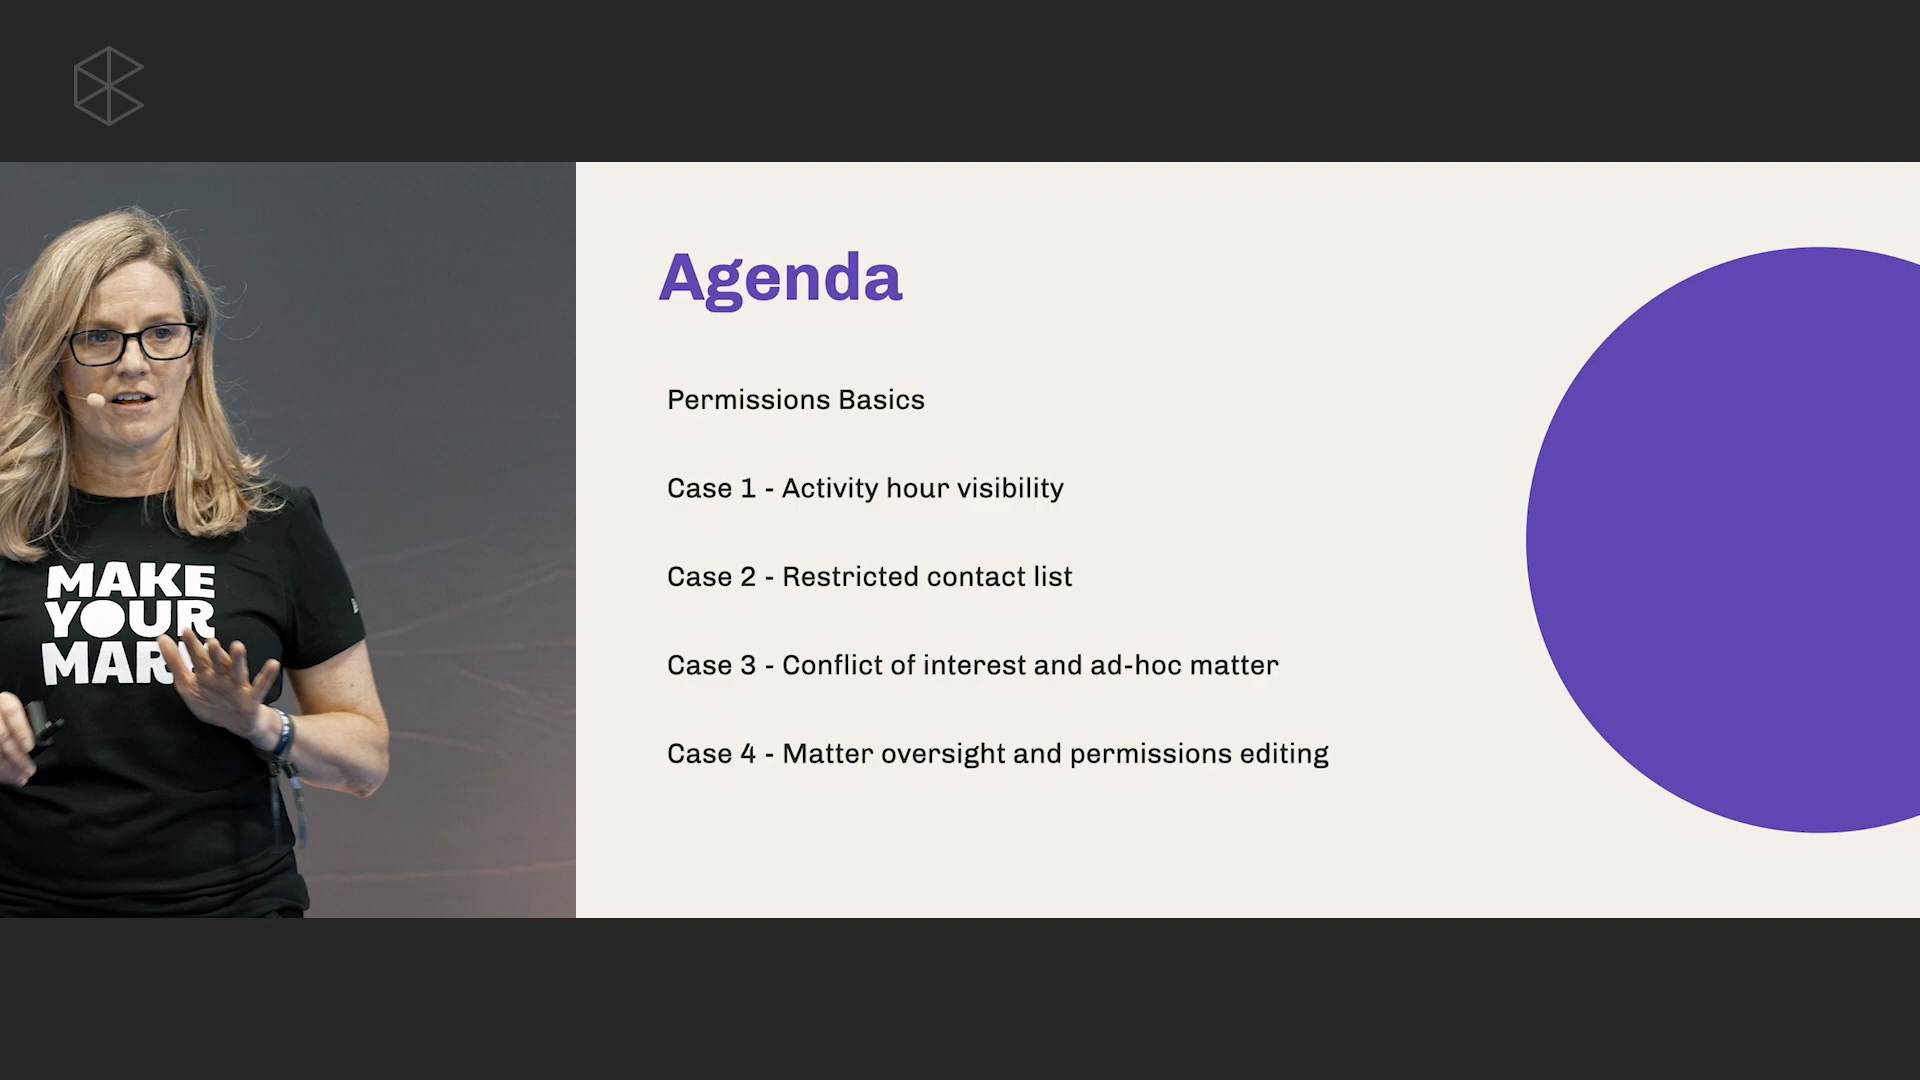 MAKE
YOUR
Agenda
Permissions Basics
Case 1 - Activity hour visibility
Case 2 - Restricted contact list
Case 3 - Conflict of interest and ad-hoc matter
Case 4 - Matter oversight and permissions editing